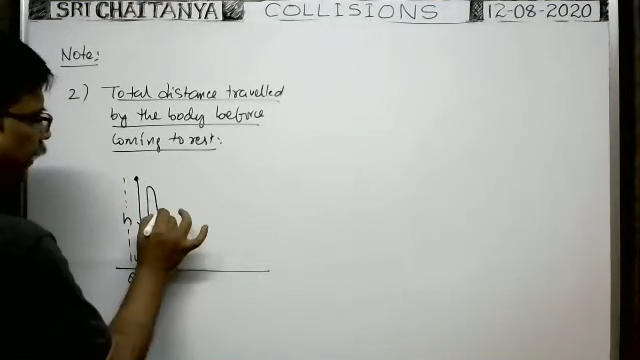 SRI CHAITANYA COLLISIONS 12-08-2020
Note:
2) Total distance travelled
by the body before
coming to rest:
h